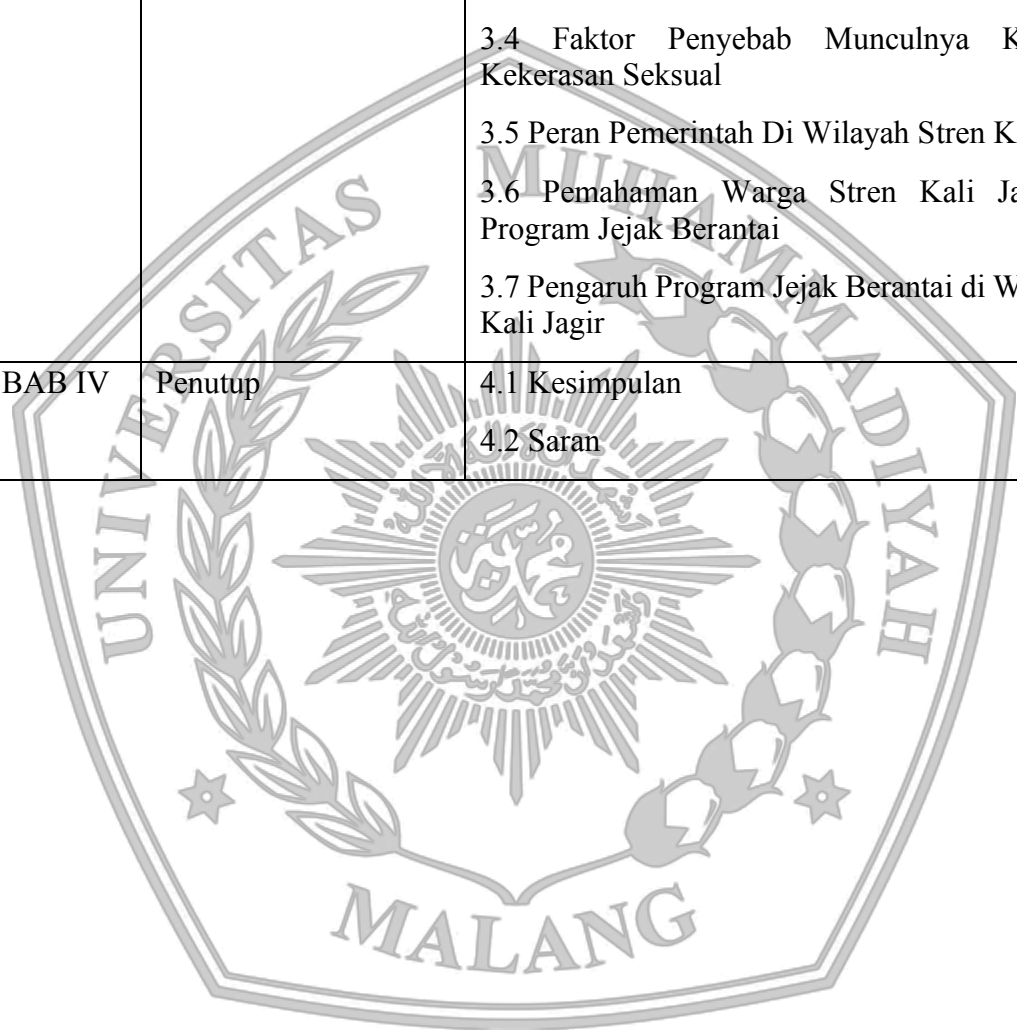 3.4 Faktor Penyebab Munculnya K
Kekerasan Seksual
3.5 Peran Pemerintah Di Wilayah Stren K
3.6 Pemahaman Warga Stren Kali Ja
Program Jejak Berantai
3.7 Pengaruh Program Jejak Berantai di W
Kali Jagir
BAB IV Penutup 4.1 Kesimpulan
4.2 Saran
UNIVERSITAS MUHAMMADIYAH
MALANG